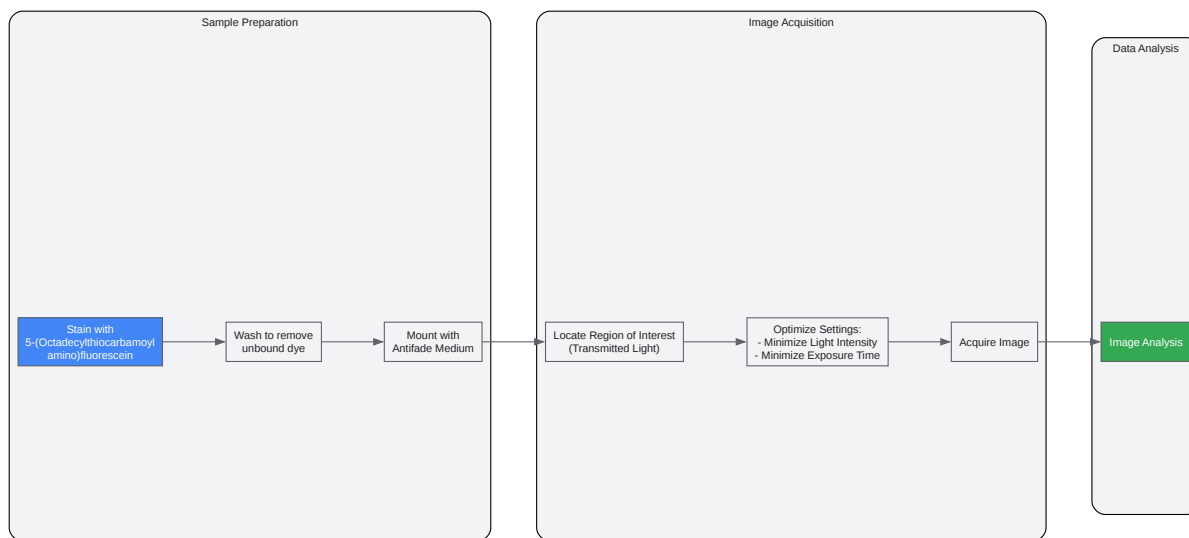 Sample Preparation
Image Acquisition
Data Analysis
Stain with
5-(Octadecylthiocarbamoyl
amino)fluorescein
Wash to remove
unbound dye
Mount with
Antifade Medium
Locate Region of Interest
(Transmitted Light)
Optimize Settings:
- Minimize Light Intensity
- Minimize Exposure Time
Acquire Image
Image Analysis